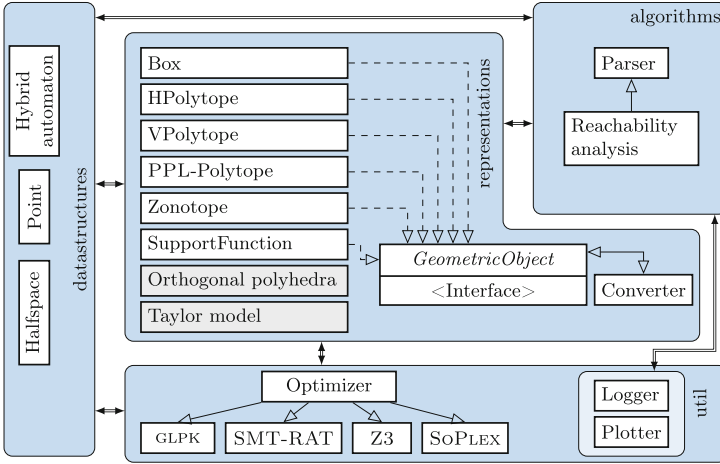 Hybrid
automaton
Point
Halfspace
datastructures
Box
HPolytope
VPolytope
PPL-Polytope
Zonotope
SupportFunction
Orthogonal polyhedra
Taylor model
representations
GeometricObject
<Interface>
Converter
algorithms
Parser
Reachability
analysis
Optimizer
GLPK
SMT-RAT
Z3
SoPlex
Logger
Plotter
util